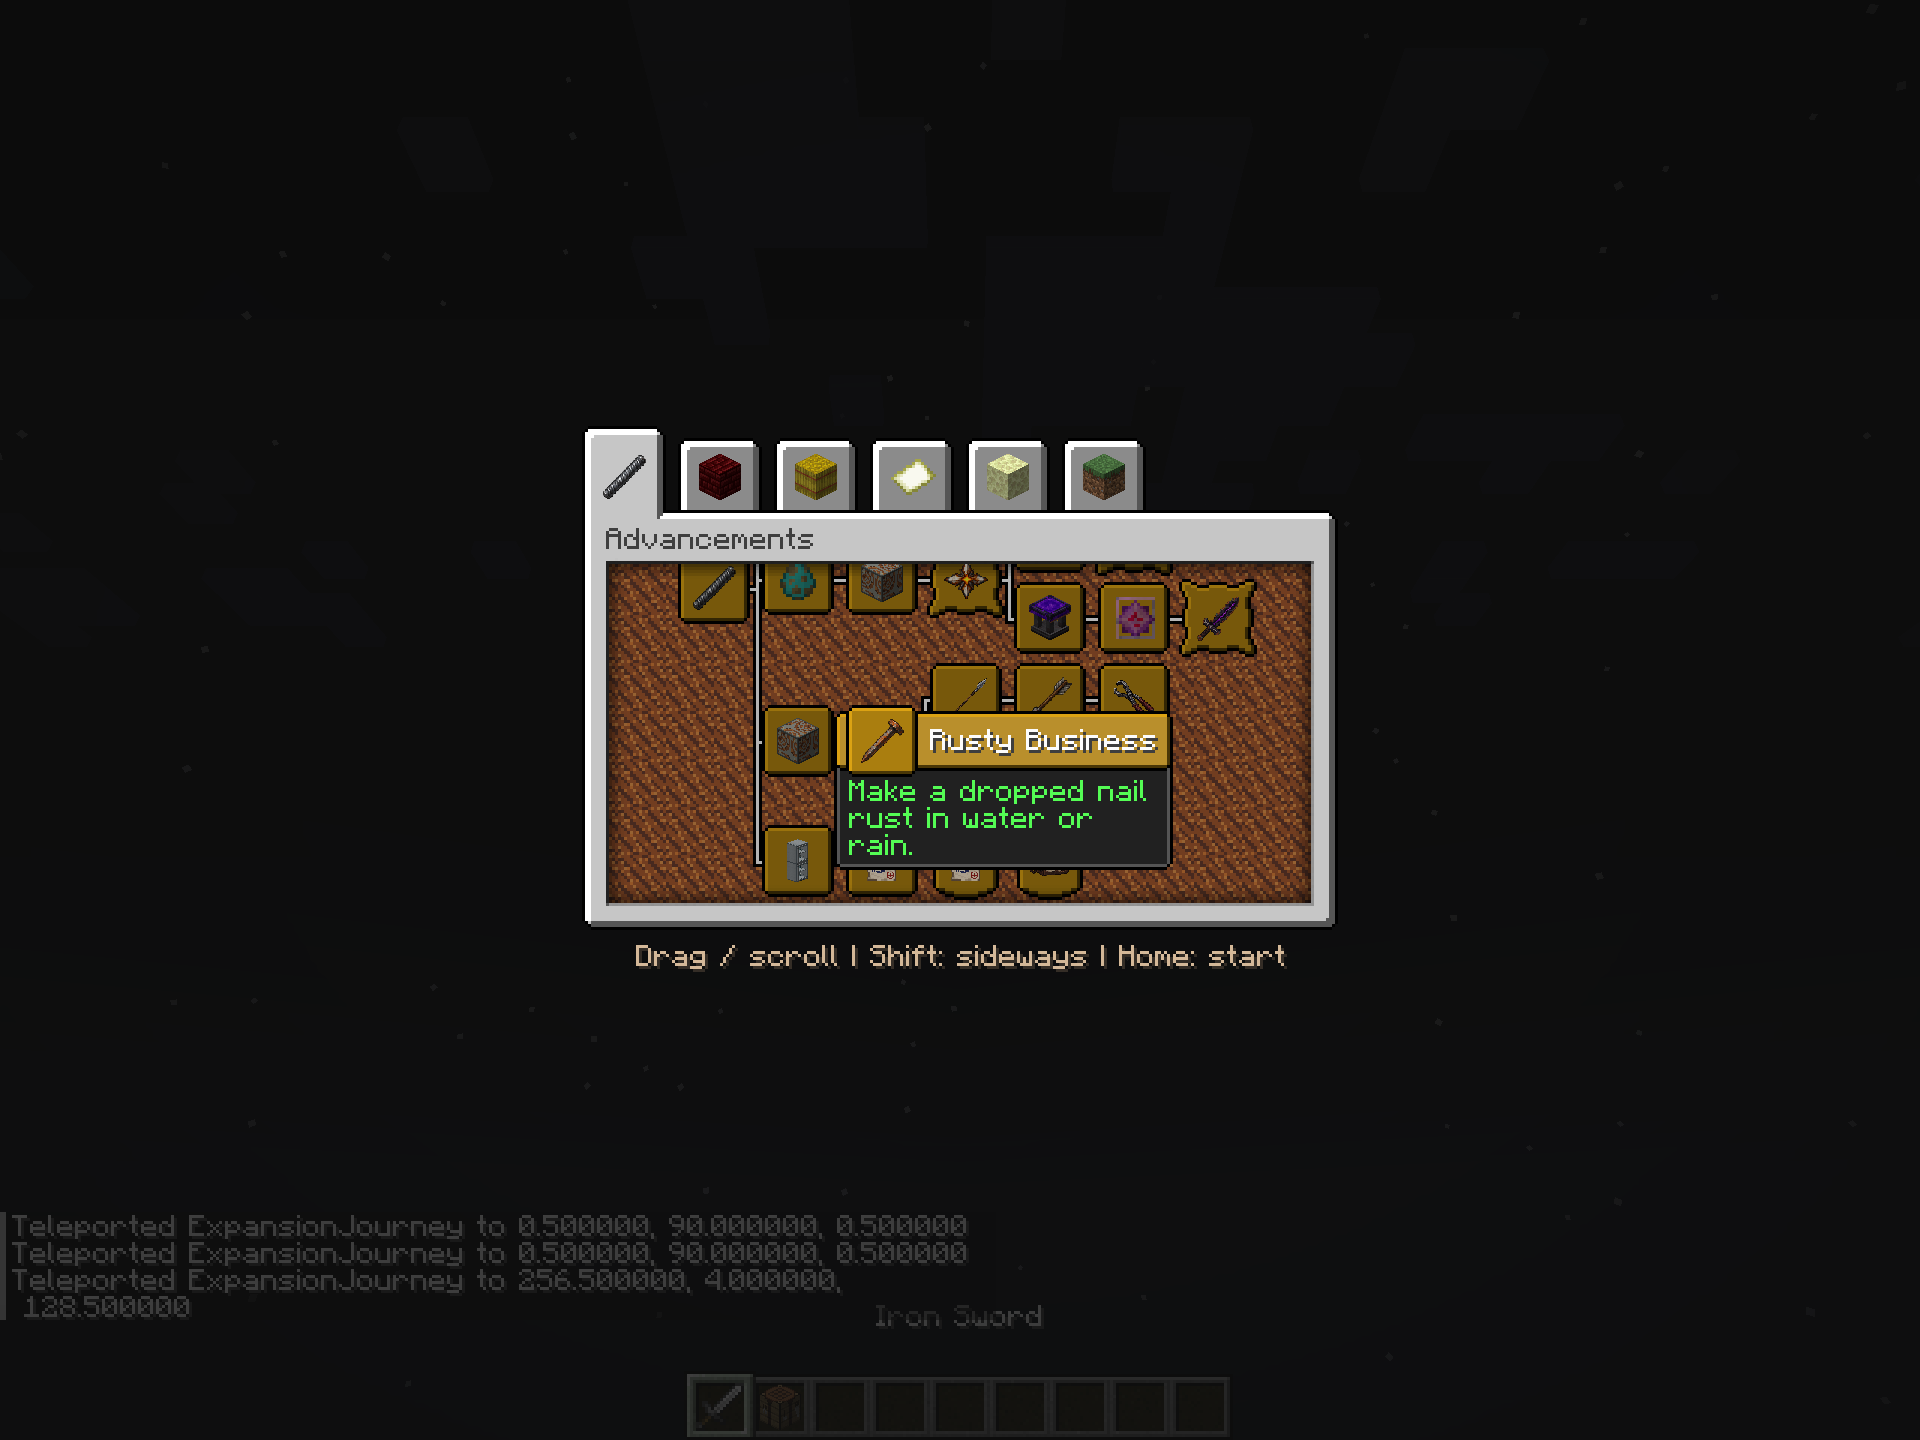 Advancements
Rusty Business
Make a dropped nail
rust in water or
rain.
Drag / scroll | Shift: sideways | Home: start
Teleported ExpansionJourney to 0.500000, 90.000000, 0.500000
Teleported ExpansionJourney to 0.500000, 90.000000, 0.500000
Teleported ExpansionJourney to 256.500000, 4.000000,
128.500000
Iron Sword